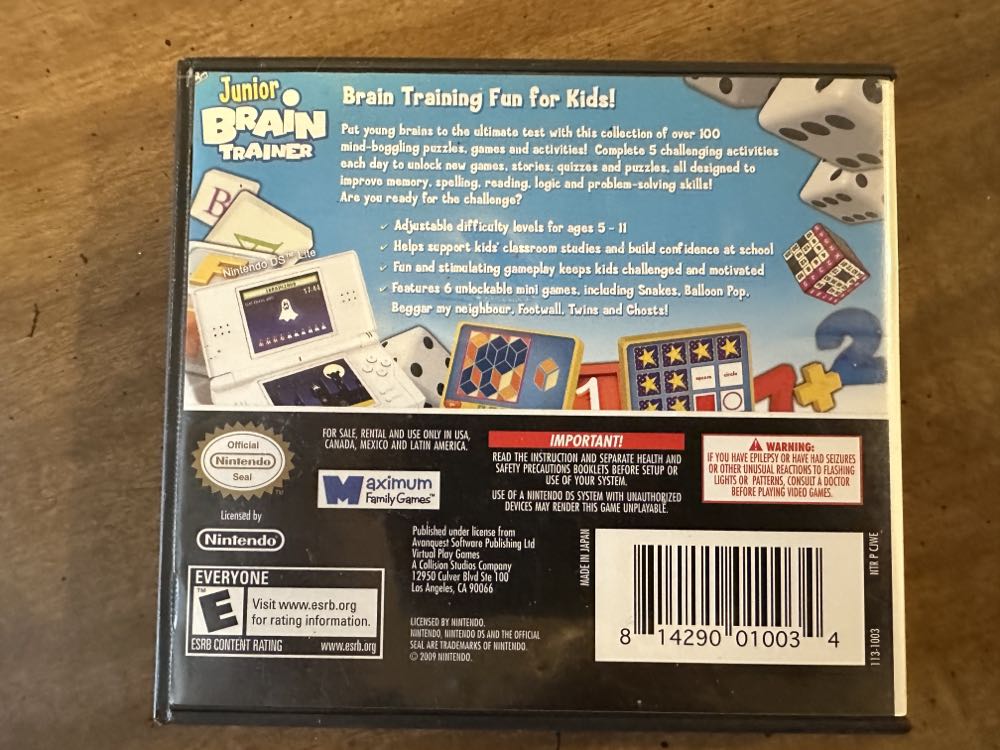 Junior
BRAiN
TRAINER
Brain Training Fun for Kids!
Put young brains to the ultimate test with this collection of over 100
mind-boggling puzzles, games and activities! Complete 5 challenging activities
each day to unlock new games, stories, quizzes and puzzles, all designed to
improve memory, spelling, reading, logic and problem-solving skills!
Are you ready for the challenge?
✓ Adjustable difficulty levels for ages 5 - 11
✓ Helps support kids' classroom studies and build confidence at school
✓ Fun and stimulating gameplay keeps kids challenged and motivated
✓ Features 6 unlockable mini games, including Snakes, Balloon Pop,
Beggar my neighbour, Footwall, Twins and Ghosts!
B
A
Nintendo DS™ Lite
square circle
1
1 + 2
Official
Nintendo
Seal
TM
Licensed by
Nintendo®
FOR SALE, RENTAL AND USE ONLY IN USA,
CANADA, MEXICO AND LATIN AMERICA.
Maximum
Family Games™
IMPORTANT!
READ THE INSTRUCTION AND SEPARATE HEALTH AND
SAFETY PRECAUTIONS BOOKLETS BEFORE SETUP OR
USE OF YOUR SYSTEM.
USE OF A NINTENDO DS SYSTEM WITH UNAUTHORIZED
DEVICES MAY RENDER THIS GAME UNPLAYABLE.
WARNING:
IF YOU HAVE EPILEPSY OR HAVE HAD SEIZURES
OR OTHER UNUSUAL REACTIONS TO FLASHING
LIGHTS OR PATTERNS, CONSULT A DOCTOR
BEFORE PLAYING VIDEO GAMES.
Published under license from
Avanquest Software Publishing Ltd
Virtual Play Games
A Collision Studios Company
12950 Culver Blvd Ste 100
Los Angeles, CA 90066
LICENSED BY NINTENDO.
NINTENDO, NINTENDO DS AND THE OFFICIAL
SEAL ARE TRADEMARKS OF NINTENDO.
© 2009 NINTENDO.
EVERYONE
TM
E
Visit www.esrb.org
for rating information.
ESRB CONTENT RATING www.esrb.org
MADE IN JAPAN
8 14290 01003 4
NTR P CJWE
113-1003